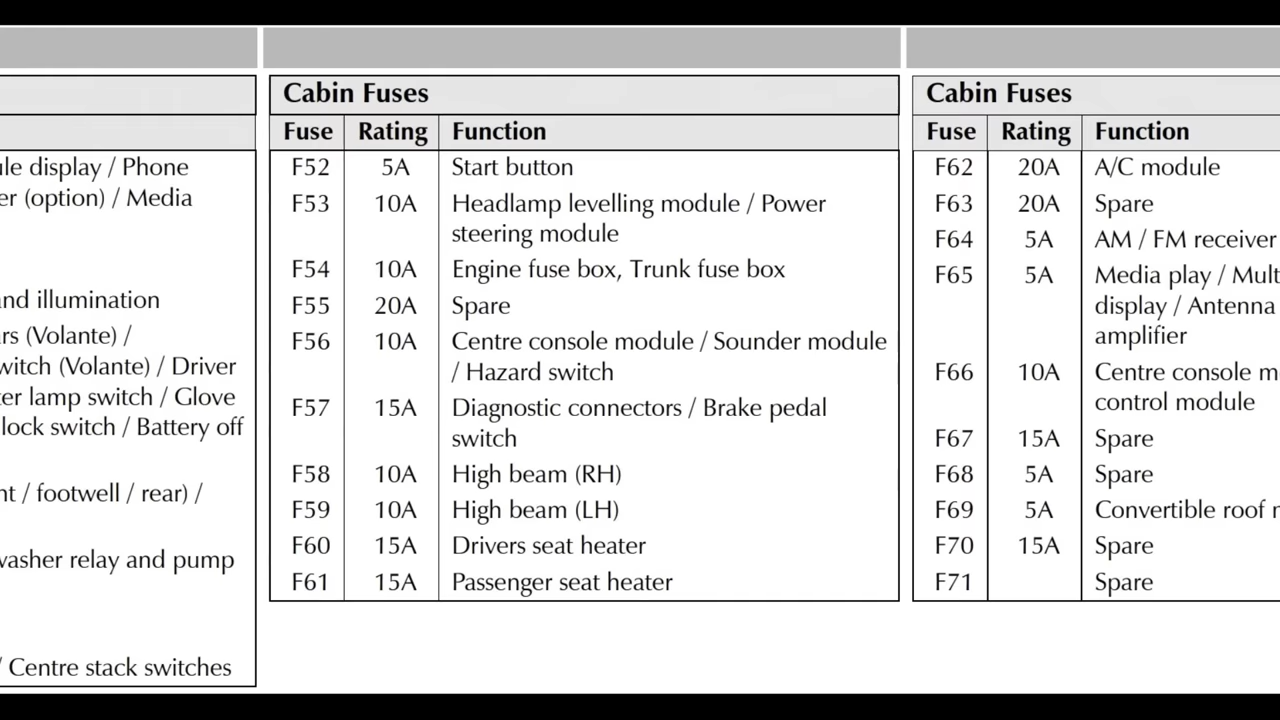 ule display / Phone
er (option) / Media
and illumination
rs (Volante) /
witch (Volante) / Driver
ter lamp switch / Glove
lock switch / Battery off
nt / footwell / rear) /
washer relay and pump
/ Centre stack switches
Cabin Fuses
Fuse Rating Function
F52 5A Start button
F53 10A Headlamp levelling module / Power
steering module
F54 10A Engine fuse box, Trunk fuse box
F55 20A Spare
F56 10A Centre console module / Sounder module
/ Hazard switch
F57 15A Diagnostic connectors / Brake pedal
switch
F58 10A High beam (RH)
F59 10A High beam (LH)
F60 15A Drivers seat heater
F61 15A Passenger seat heater
Cabin Fuses
Fuse Rating Function
F62 20A A/C module
F63 20A Spare
F64 5A AM / FM receiver
F65 5A Media play / Mult
display / Antenna
amplifier
F66 10A Centre console m
control module
F67 15A Spare
F68 5A Spare
F69 5A Convertible roof
F70 15A Spare
F71 Spare